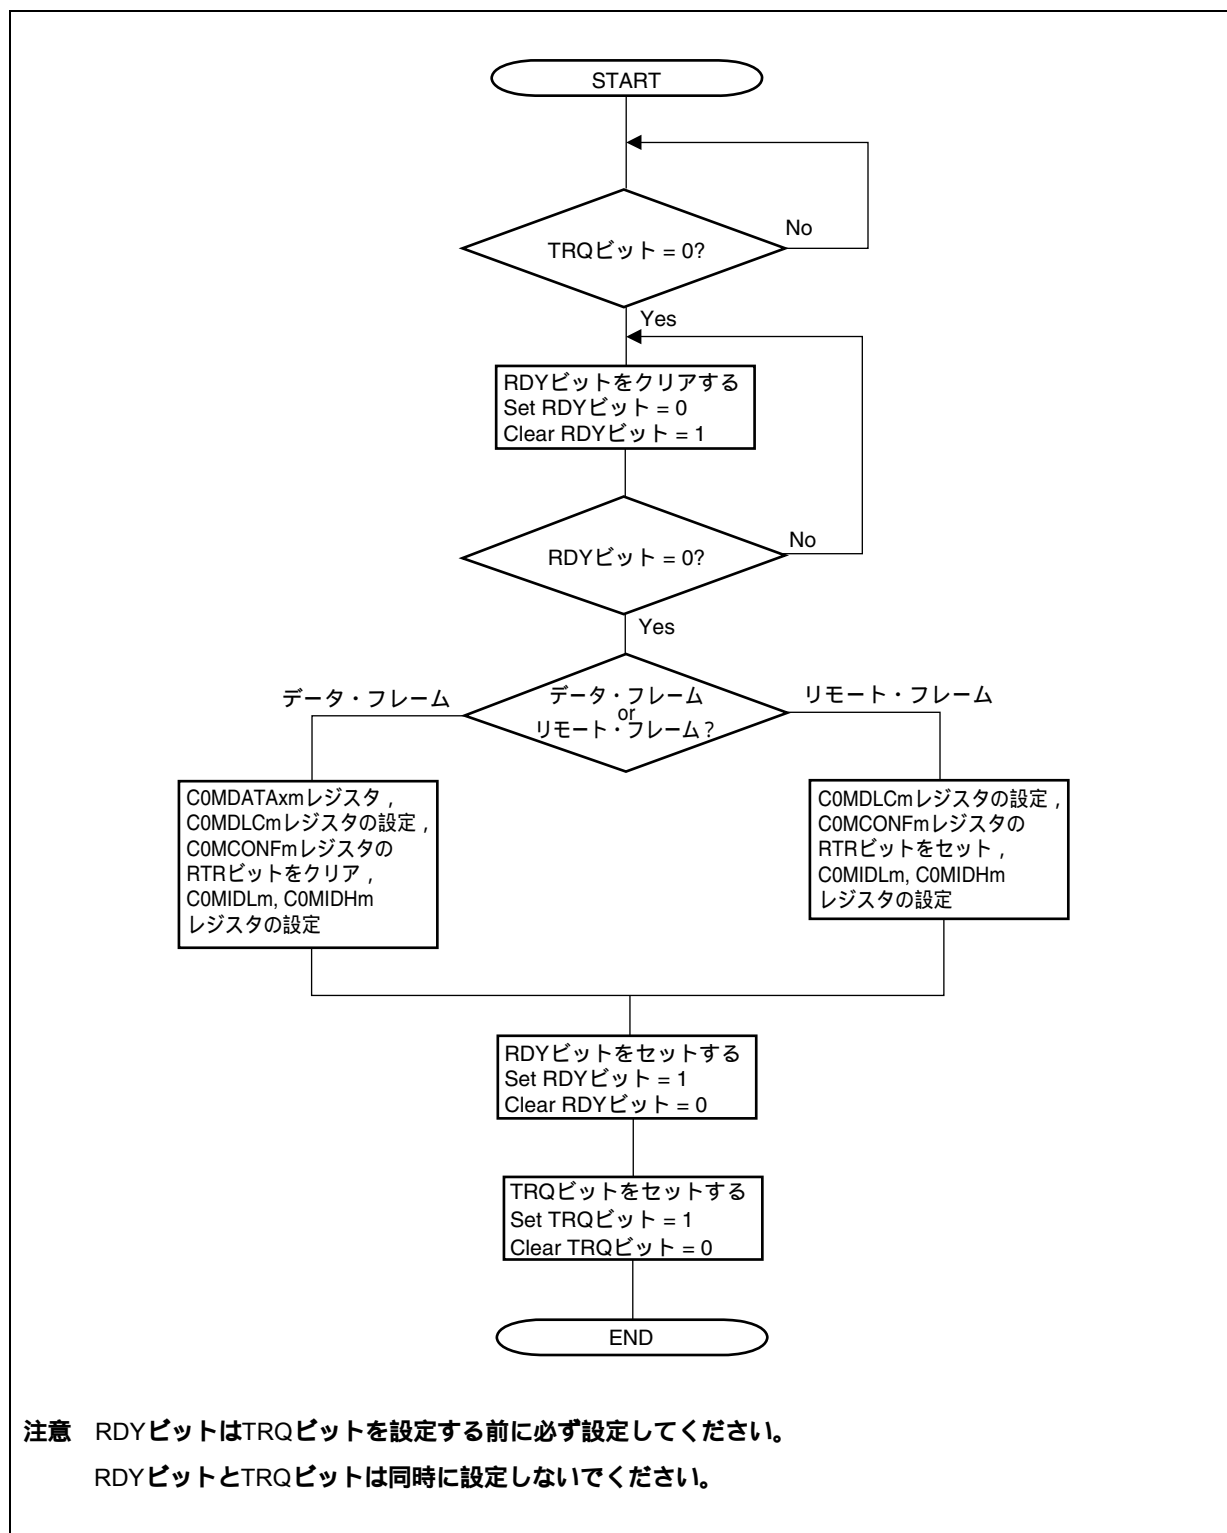 START
TRQビット = 0?
No
Yes
RDYビットをクリアする
Set RDYビット = 0
Clear RDYビット = 1
RDYビット = 0?
No
Yes
データ・フレーム
or
リモート・フレーム?
データ・フレーム
リモート・フレーム
C0MDATAxmレジスタ,
C0MDLCmレジスタの設定,
C0MCONFmレジスタの
RTRビットをクリア,
C0MIDLm, C0MIDHm
レジスタの設定
C0MDLCmレジスタの設定,
C0MCONFmレジスタの
RTRビットをセット,
C0MIDLm, C0MIDHm
レジスタの設定
RDYビットをセットする
Set RDYビット = 1
Clear RDYビット = 0
TRQビットをセットする
Set TRQビット = 1
Clear TRQビット = 0
END
注意 RDYビットはTRQビットを設定する前に必ず設定してください。
RDYビットとTRQビットは同時に設定しないでください。